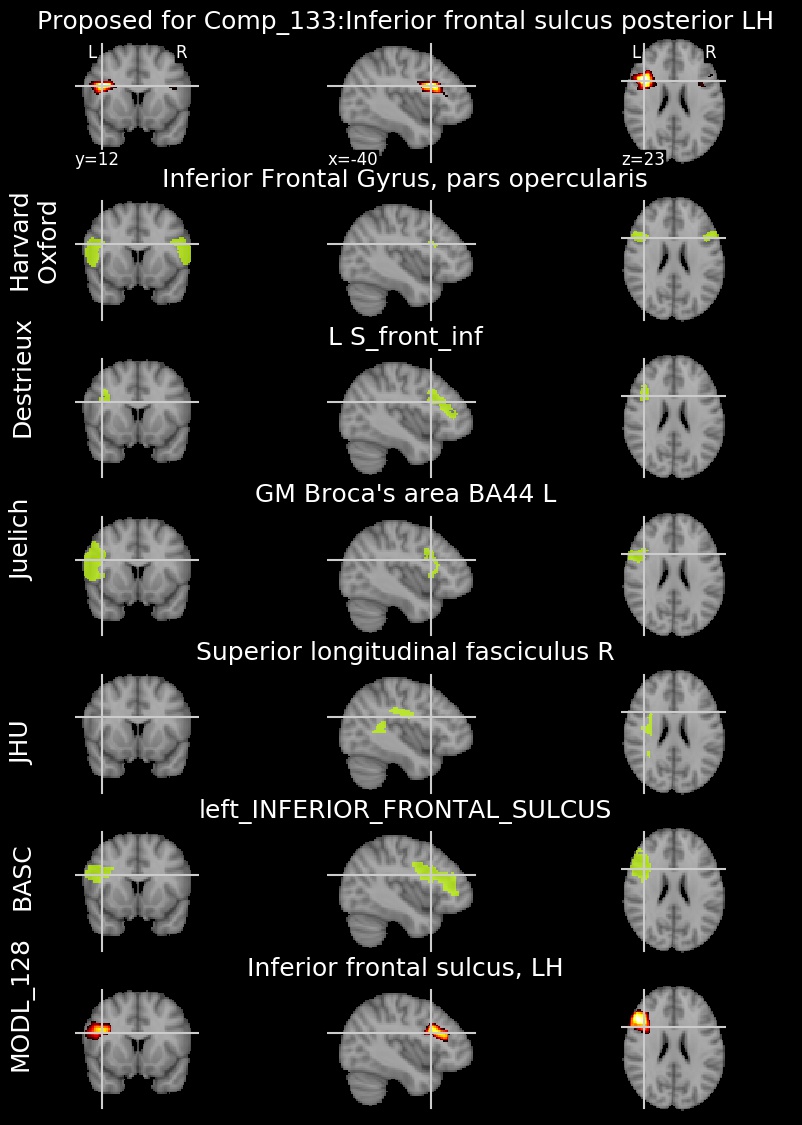 Proposed for Comp_133:Inferior frontal sulcus posterior LH
L R
L R
y=12
x=-40
z=23
Inferior Frontal Gyrus, pars opercularis
Harvard
Oxford
L S_front_inf
Destrieux
GM Broca's area BA44 L
Juelich
Superior longitudinal fasciculus R
JHU
left_INFERIOR_FRONTAL_SULCUS
BASC
Inferior frontal sulcus, LH
MODL_128